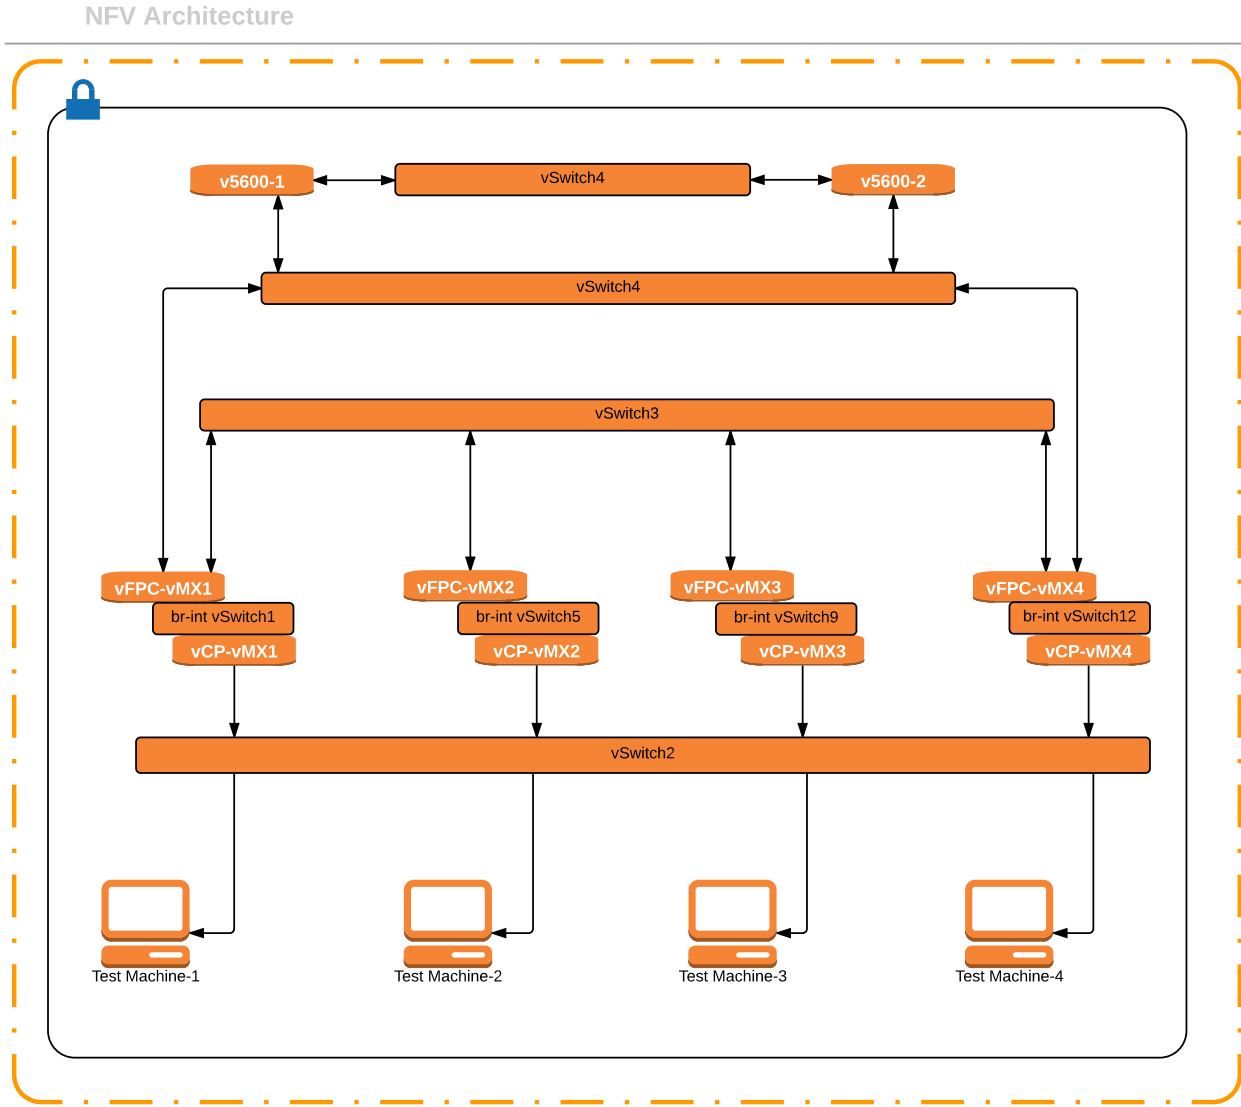 NFV Architecture
v5600-1
vSwitch4
v5600-2
vSwitch4
vSwitch3
vFPC-vMX1
vFPC-vMX2
vFPC-vMX3
vFPC-vMX4
br-int vSwitch1
br-int vSwitch5
br-int vSwitch9
br-int vSwitch12
vCP-vMX1
vCP-vMX2
vCP-vMX3
vCP-vMX4
vSwitch2
Test Machine-1
Test Machine-2
Test Machine-3
Test Machine-4